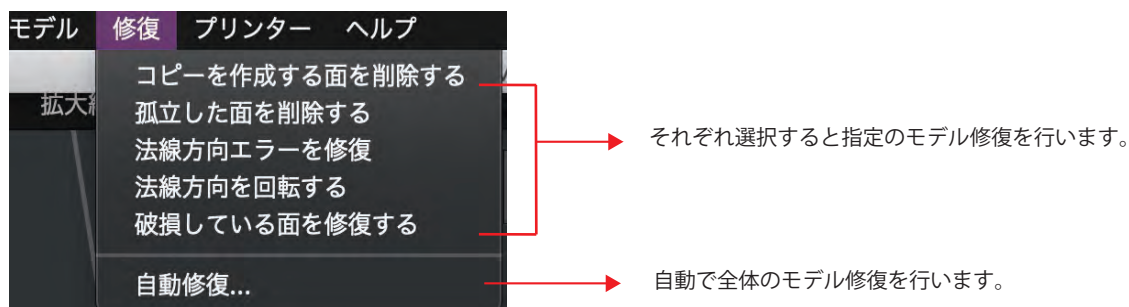 モデル 修復 プリンター ヘルプ
コピーを作成する面を削除する
拡大
孤立した面を削除する
法線方向エラーを修復
法線方向を回転する
破損している面を修復する
自動修復...
それぞれ選択すると指定のモデル修復を行います。
自動で全体のモデル修復を行います。